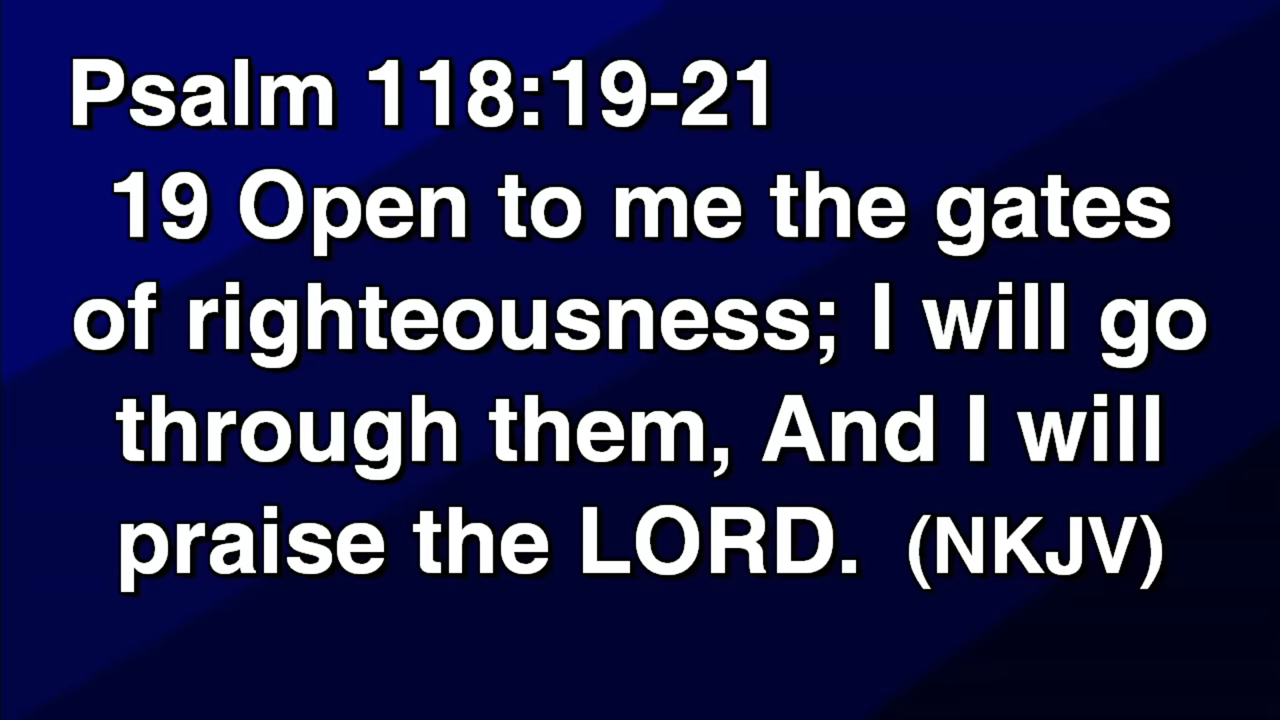 Psalm 118:19-21
19 Open to me the gates
of righteousness; I will go
through them, And I will
praise the LORD. (NKJV)